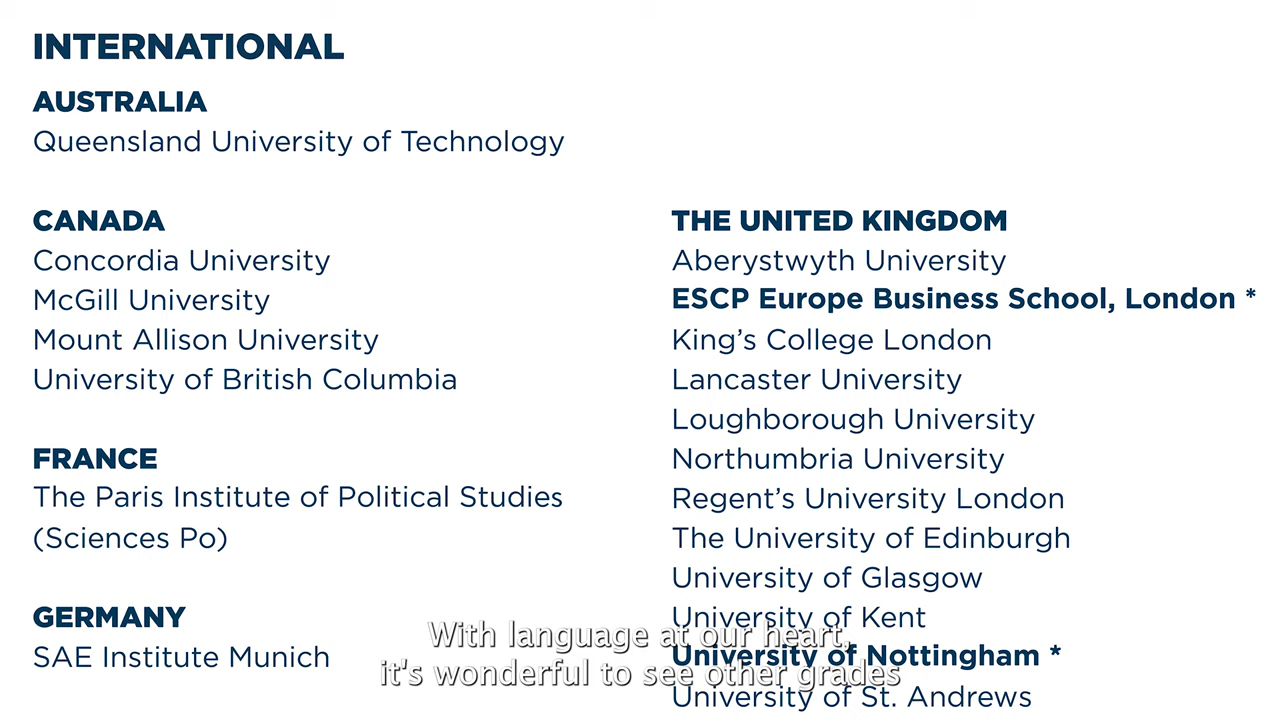 INTERNATIONAL
AUSTRALIA
Queensland University of Technology
CANADA
Concordia University
McGill University
Mount Allison University
University of British Columbia
FRANCE
The Paris Institute of Political Studies
(Sciences Po)
GERMANY
SAE Institute Munich
THE UNITED KINGDOM
Aberystwyth University
ESCP Europe Business School, London *
King’s College London
Lancaster University
Loughborough University
Northumbria University
Regent’s University London
The University of Edinburgh
University of Glasgow
University of Kent
University of Nottingham *
University of St. Andrews
With language at our heart,
it's wonderful to see other grades